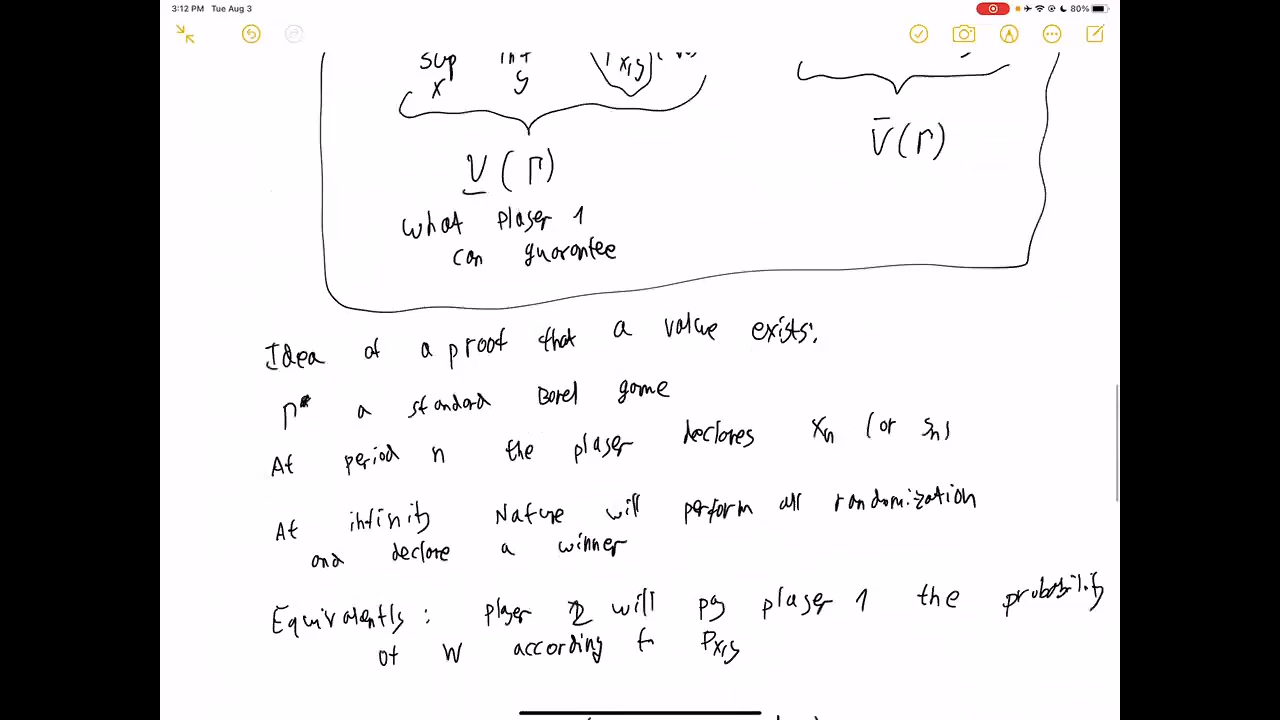 3:12 PM Tue Aug 3
80%
sup inf
x y
V(Γ) V̄(Γ)
what player 1
can guarantee
Idea of a proof that a value exists:
Γ* a standard Borel game
At period n the player declares xn (or sn)
At infinity Nature will perform all randomization
and declare a winner
Equivalently: player 2 will pay player 1 the probability
of W according to Px,y